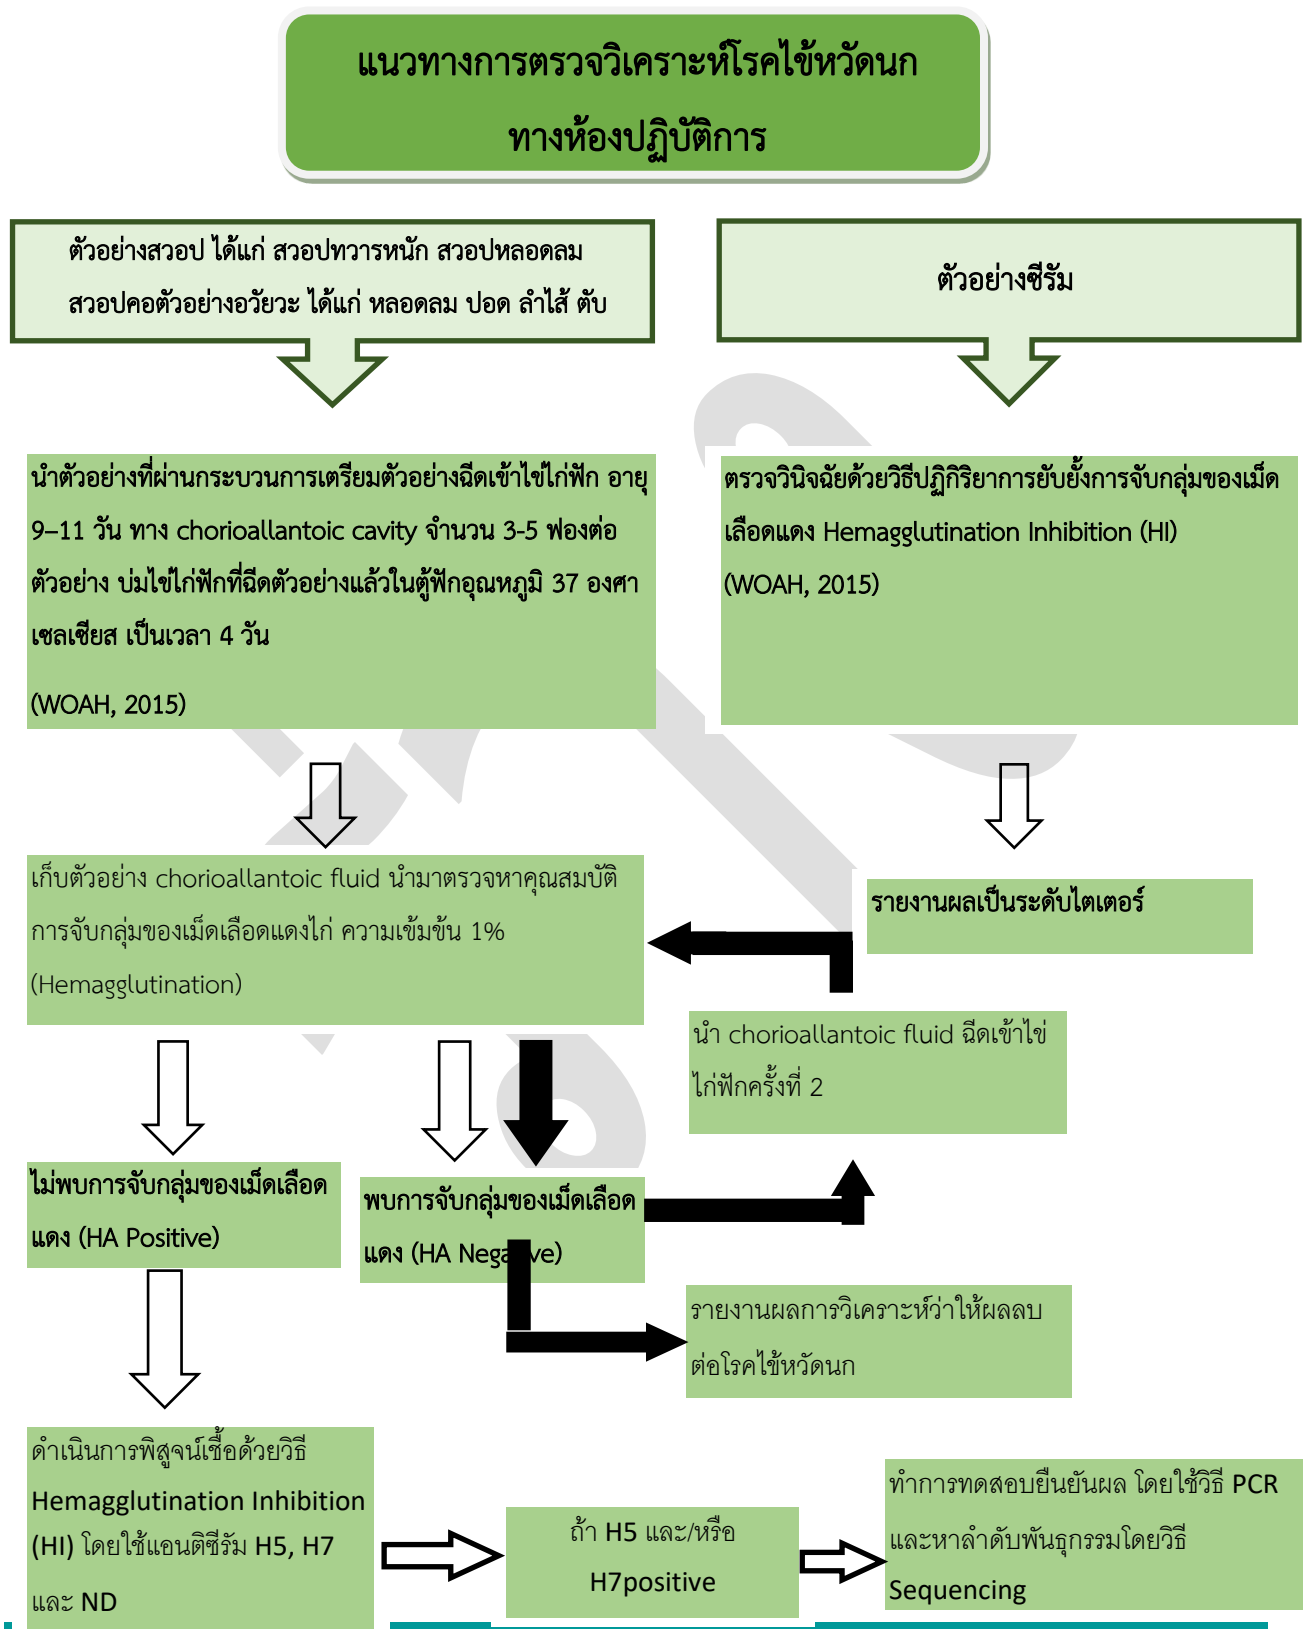 แนวทางการตรวจวิเคราะห์โรคไข้หวัดนก
ทางห้องปฏิบัติการ
ตัวอย่างสวอป ได้แก่ สวอปทวารหนัก สวอปหลอดลม
สวอปคอตัวอย่างอวัยวะ ได้แก่ หลอดลม ปอด ลำไส้ ตับ
ตัวอย่างซีรัม
นำตัวอย่างที่ผ่านกระบวนการเตรียมตัวอย่างฉีดเข้าไข่ไก่ฟัก อายุ
9–11 วัน ทาง chorioallantoic cavity จำนวน 3-5 ฟองต่อ
ตัวอย่าง บ่มไข่ไก่ฟักที่ฉีดตัวอย่างแล้วในตู้ฟักอุณหภูมิ 37 องศา
เซลเซียส เป็นเวลา 4 วัน
(WOAH, 2015)
ตรวจวินิจฉัยด้วยวิธีปฏิกิริยาการยับยั้งการจับกลุ่มของเม็ด
เลือดแดง Hemagglutination Inhibition (HI)
(WOAH, 2015)
เก็บตัวอย่าง chorioallantoic fluid นำมาตรวจหาคุณสมบัติ
การจับกลุ่มของเม็ดเลือดแดงไก่ ความเข้มข้น 1%
(Hemagglutination)
รายงานผลเป็นระดับไตเตอร์
นำ chorioallantoic fluid ฉีดเข้าไข่
ไก่ฟักครั้งที่ 2
ไม่พบการจับกลุ่มของเม็ดเลือด
แดง (HA Positive)
พบการจับกลุ่มของเม็ดเลือด
แดง (HA Negative)
รายงานผลการวิเคราะห์ว่าให้ผลลบ
ต่อโรคไข้หวัดนก
ดำเนินการพิสูจน์เชื้อด้วยวิธี
Hemagglutination Inhibition
(HI) โดยใช้แอนติซีรัม H5, H7
และ ND
ถ้า H5 และ/หรือ
H7positive
ทำการทดสอบยืนยันผล โดยใช้วิธี PCR
และหาลำดับพันธุกรรมโดยวิธี
Sequencing